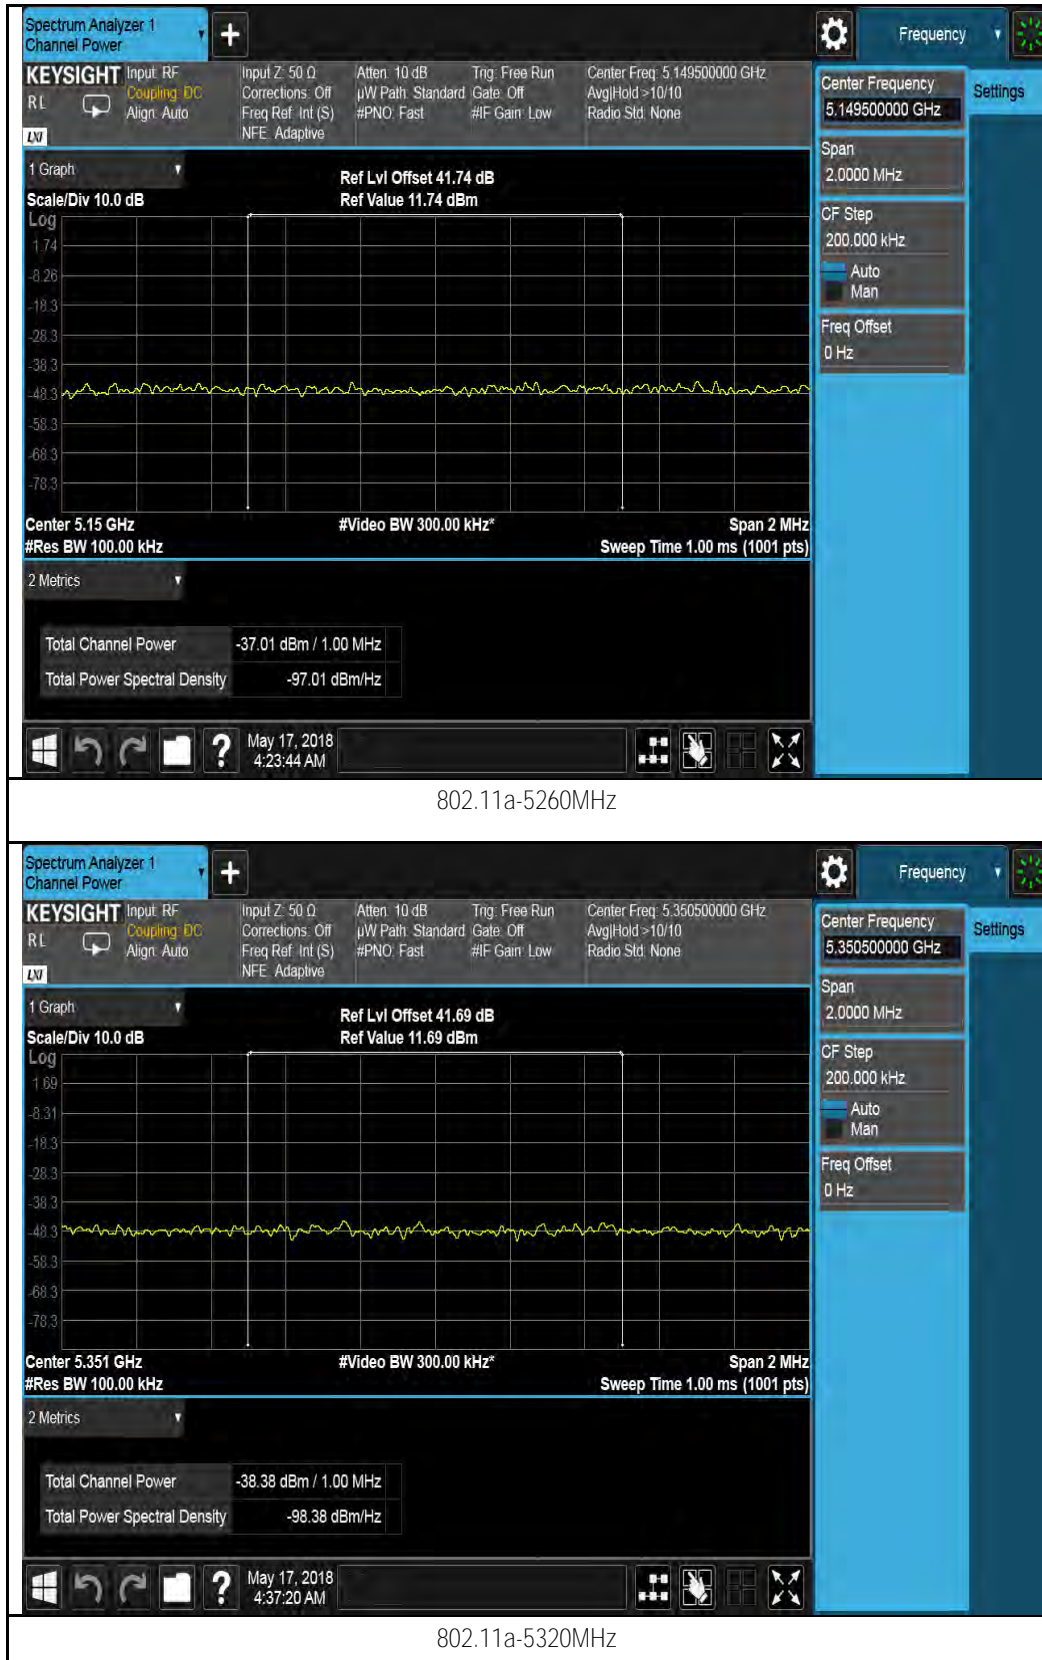 Spectrum Analyzer 1
Channel Power
Frequency
KEYSIGHT
RL
LXI
Input: RF
Coupling: DC
Align: Auto
Input Z: 50 Ω
Corrections: Off
Freq Ref: Int (S)
NFE: Adaptive
Atten: 10 dB
µW Path: Standard
#PNO: Fast
Trig: Free Run
Gate: Off
#IF Gain: Low
Center Freq: 5.149500000 GHz
Avg|Hold:>10/10
Radio Std: None
Center Frequency
5.149500000 GHz
Settings
Span
2.0000 MHz
CF Step
200.000 kHz
Auto
Man
Freq Offset
0 Hz
1 Graph
Scale/Div 10.0 dB
Ref Lvl Offset 41.74 dB
Ref Value 11.74 dBm
Log
1.74
-8.26
-18.3
-28.3
-38.3
-48.3
-58.3
-68.3
-78.3
Center 5.15 GHz
#Video BW 300.00 kHz*
Span 2 MHz
#Res BW 100.00 kHz
Sweep Time 1.00 ms (1001 pts)
2 Metrics
Total Channel Power -37.01 dBm / 1.00 MHz
Total Power Spectral Density -97.01 dBm/Hz
?
May 17, 2018
4:23:44 AM
802.11a-5260MHz
Spectrum Analyzer 1
Channel Power
Frequency
KEYSIGHT
RL
LXI
Input: RF
Coupling: DC
Align: Auto
Input Z: 50 Ω
Corrections: Off
Freq Ref: Int (S)
NFE: Adaptive
Atten: 10 dB
µW Path: Standard
#PNO: Fast
Trig: Free Run
Gate: Off
#IF Gain: Low
Center Freq: 5.350500000 GHz
Avg|Hold:>10/10
Radio Std: None
Center Frequency
5.350500000 GHz
Settings
Span
2.0000 MHz
CF Step
200.000 kHz
Auto
Man
Freq Offset
0 Hz
1 Graph
Scale/Div 10.0 dB
Ref Lvl Offset 41.69 dB
Ref Value 11.69 dBm
Log
1.69
-8.31
-18.3
-28.3
-38.3
-48.3
-58.3
-68.3
-78.3
Center 5.351 GHz
#Video BW 300.00 kHz*
Span 2 MHz
#Res BW 100.00 kHz
Sweep Time 1.00 ms (1001 pts)
2 Metrics
Total Channel Power -38.38 dBm / 1.00 MHz
Total Power Spectral Density -98.38 dBm/Hz
?
May 17, 2018
4:37:20 AM
802.11a-5320MHz